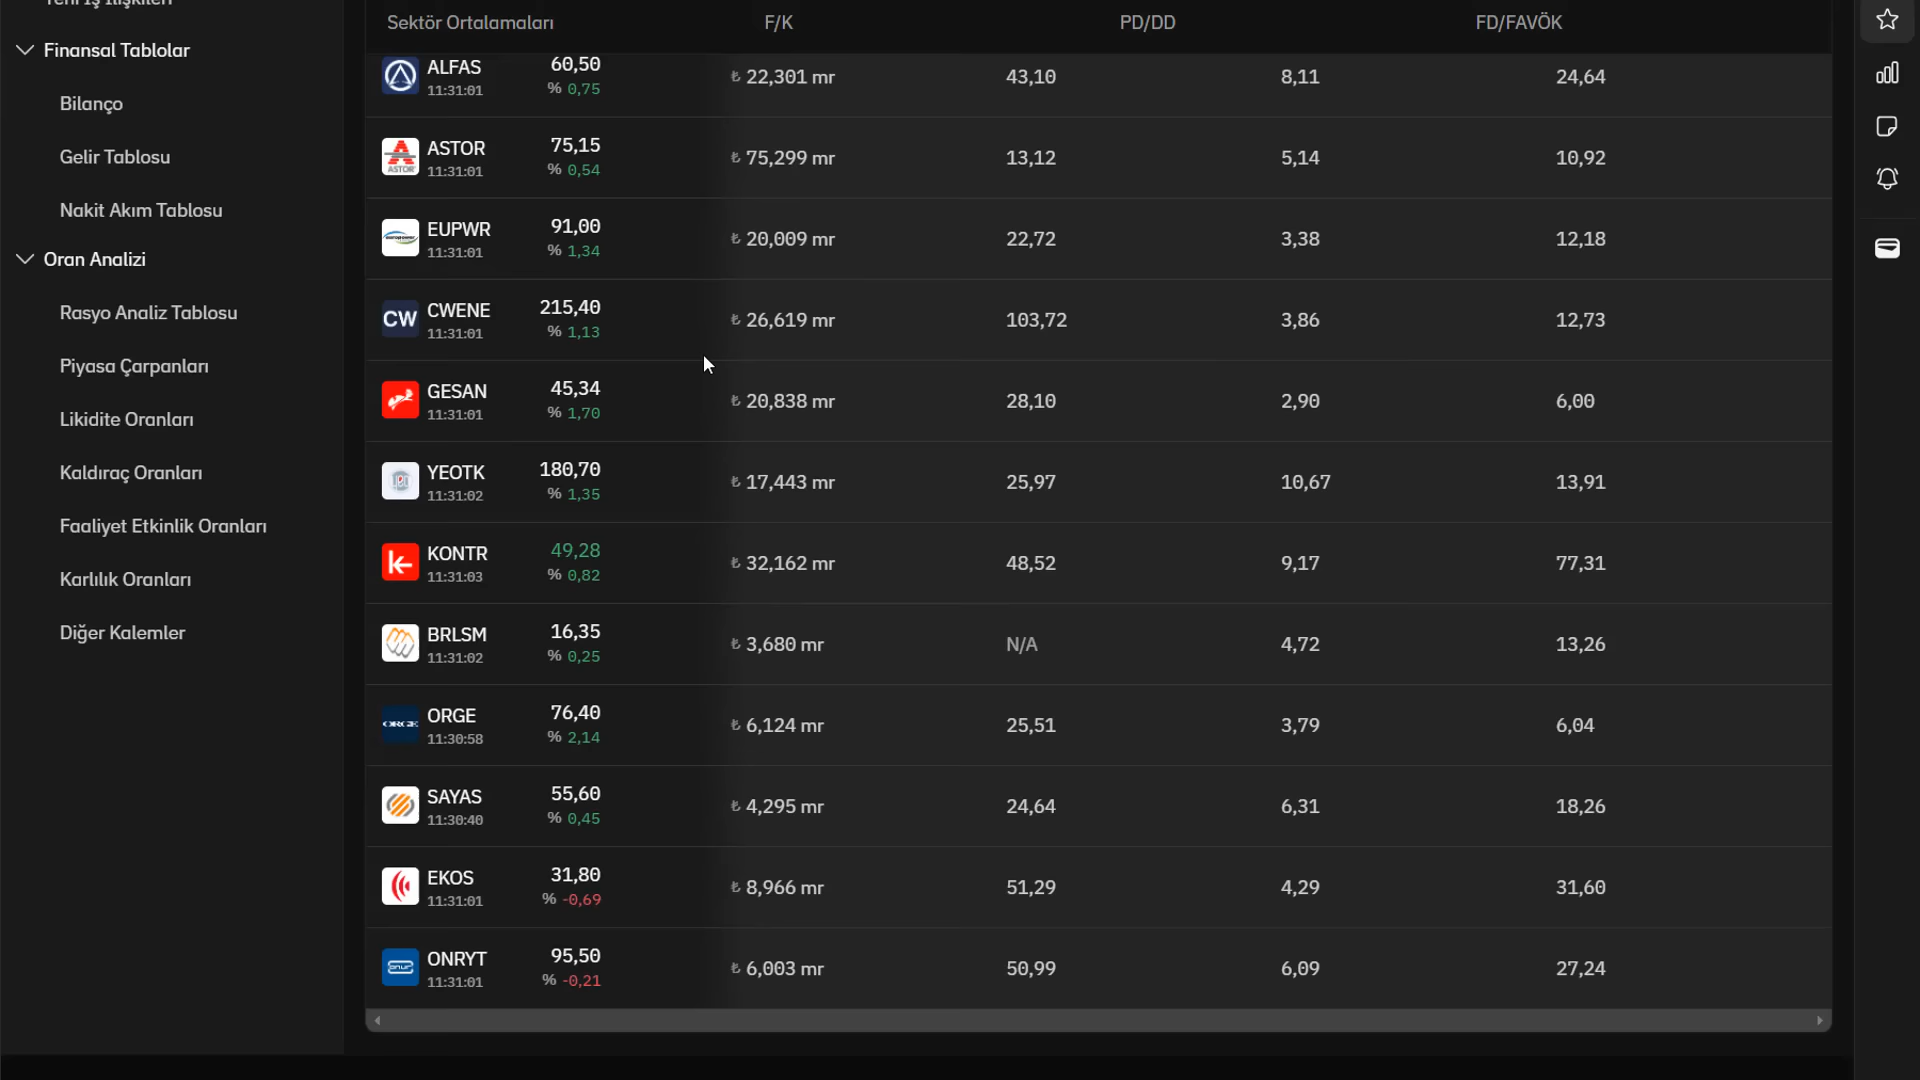 Yeni İş İlişkileri
Finansal Tablolar
Bilanço
Gelir Tablosu
Nakit Akım Tablosu
Oran Analizi
Rasyo Analiz Tablosu
Piyasa Çarpanları
Likidite Oranları
Kaldıraç Oranları
Faaliyet Etkinlik Oranları
Karlılık Oranları
Diğer Kalemler
Sektör Ortalamaları F/K PD/DD FD/FAVÖK
ALFAS 60,50 ₺ 22,301 mr 43,10 8,11 24,64
11:31:01 % 0,75
ASTOR 75,15 ₺ 75,299 mr 13,12 5,14 10,92
ASTOR 11:31:01 % 0,54
EUPWR 91,00 ₺ 20,009 mr 22,72 3,38 12,18
11:31:01 % 1,34
CW CWENE 215,40 ₺ 26,619 mr 103,72 3,86 12,73
11:31:01 % 1,13
GESAN 45,34 ₺ 20,838 mr 28,10 2,90 6,00
11:31:01 % 1,70
YEOTK 180,70 ₺ 17,443 mr 25,97 10,67 13,91
11:31:02 % 1,35
KONTR 49,28 ₺ 32,162 mr 48,52 9,17 77,31
11:31:03 % 0,82
BRLSM 16,35 ₺ 3,680 mr N/A 4,72 13,26
11:31:02 % 0,25
ORGE ORGE 76,40 ₺ 6,124 mr 25,51 3,79 6,04
11:30:58 % 2,14
SAYAS 55,60 ₺ 4,295 mr 24,64 6,31 18,26
11:30:40 % 0,45
EKOS 31,80 ₺ 8,966 mr 51,29 4,29 31,60
11:31:01 % -0,69
ONRYT 95,50 ₺ 6,003 mr 50,99 6,09 27,24
11:31:01 % -0,21